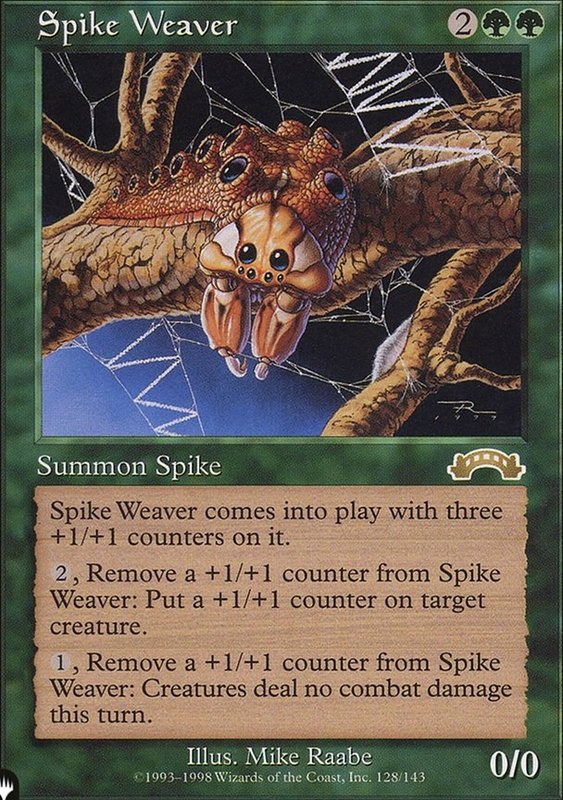 Spike Weaver 2
Summon Spike
Spike Weaver comes into play with three
+1/+1 counters on it.
2, Remove a +1/+1 counter from Spike
Weaver: Put a +1/+1 counter on target
creature.
1, Remove a +1/+1 counter from Spike
Weaver: Creatures deal no combat damage
this turn.
Illus. Mike Raabe
©1993–1998 Wizards of the Coast, Inc. 128/143
0/0